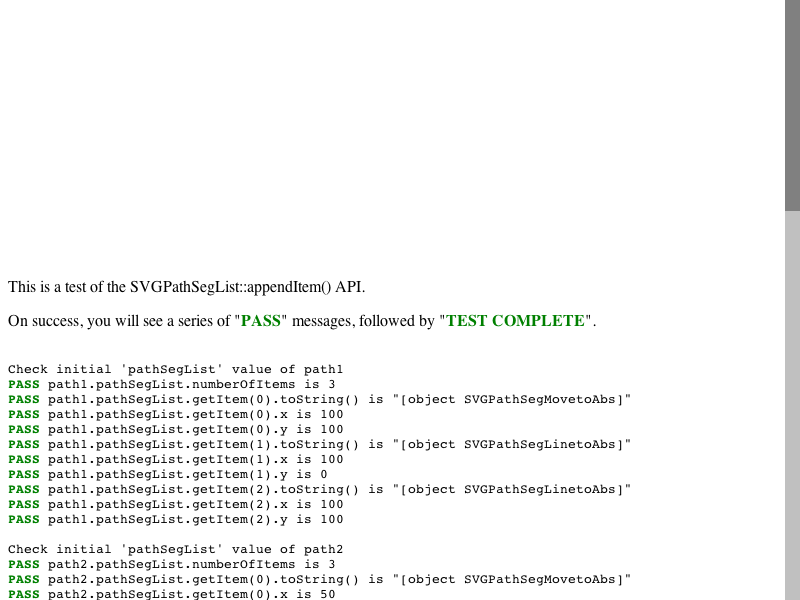 This is a test of the SVGPathSegList::appendItem() API.
On success, you will see a series of "PASS" messages, followed by "TEST COMPLETE".
Check initial 'pathSegList' value of path1
PASS path1.pathSegList.numberOfItems is 3
PASS path1.pathSegList.getItem(0).toString() is "[object SVGPathSegMovetoAbs]"
PASS path1.pathSegList.getItem(0).x is 100
PASS path1.pathSegList.getItem(0).y is 100
PASS path1.pathSegList.getItem(1).toString() is "[object SVGPathSegLinetoAbs]"
PASS path1.pathSegList.getItem(1).x is 100
PASS path1.pathSegList.getItem(1).y is 0
PASS path1.pathSegList.getItem(2).toString() is "[object SVGPathSegLinetoAbs]"
PASS path1.pathSegList.getItem(2).x is 100
PASS path1.pathSegList.getItem(2).y is 100
Check initial 'pathSegList' value of path2
PASS path2.pathSegList.numberOfItems is 3
PASS path2.pathSegList.getItem(0).toString() is "[object SVGPathSegMovetoAbs]"
PASS path2.pathSegList.getItem(0).x is 50